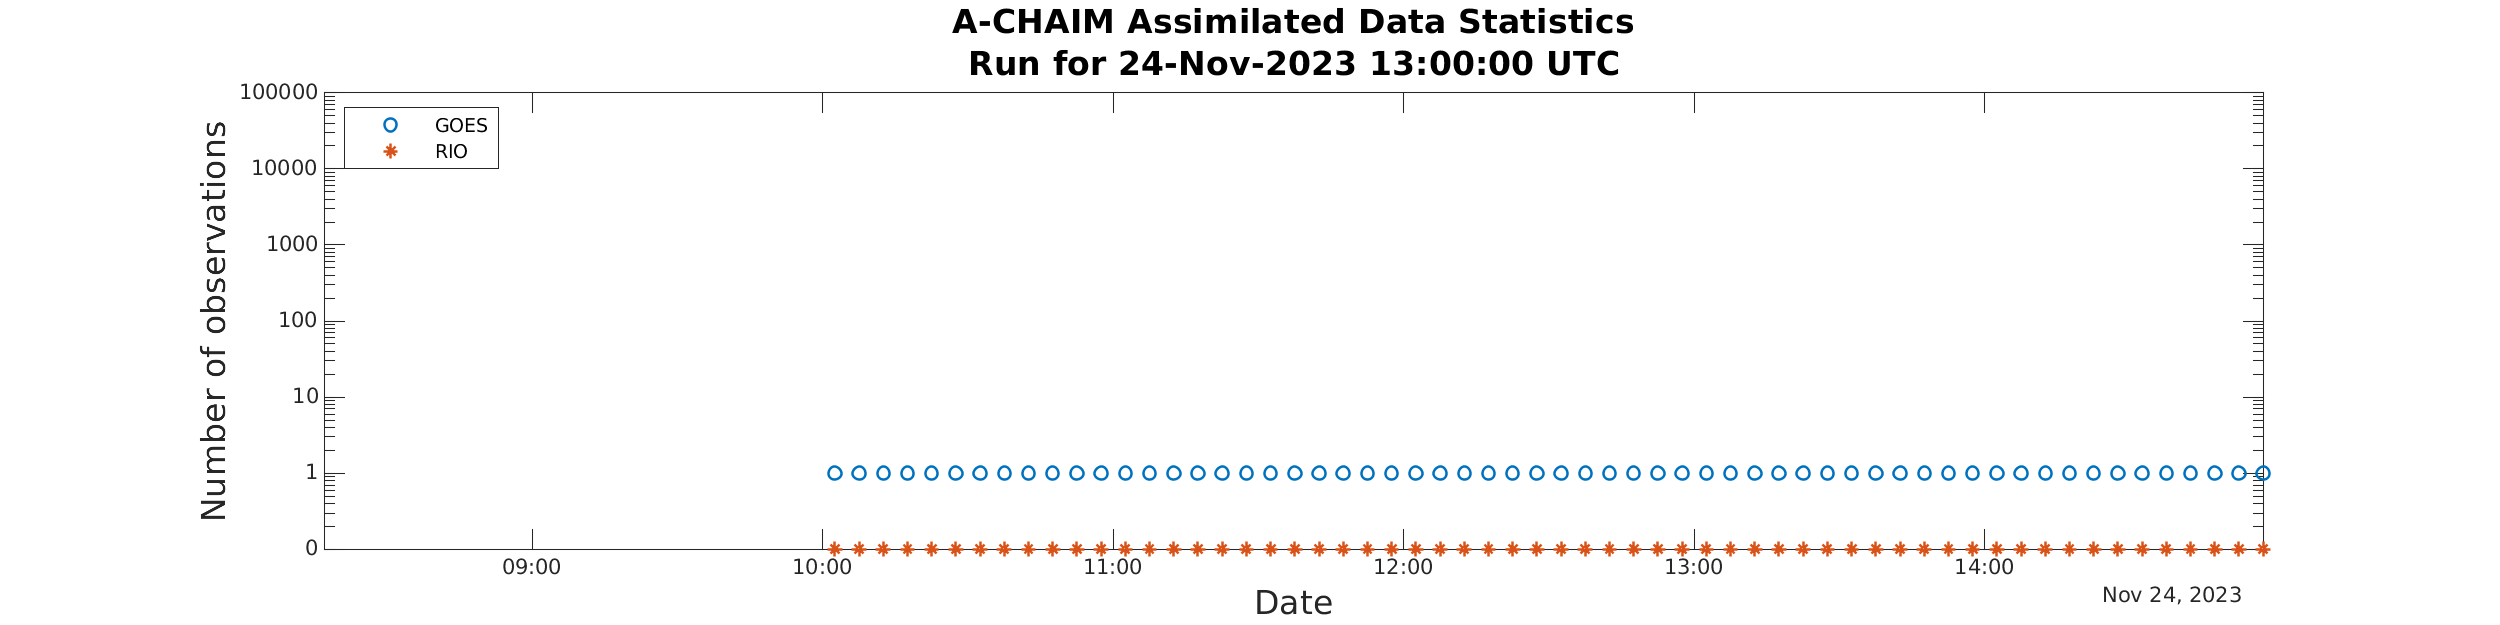 A-CHAIM Assimilated Data Statistics
Run for 24-Nov-2023 13:00:00 UTC
Number of observations
100000
10000
1000
100
10
1
0
GOES
RIO
09:00 10:00 11:00 12:00 13:00 14:00
Date
Nov 24, 2023